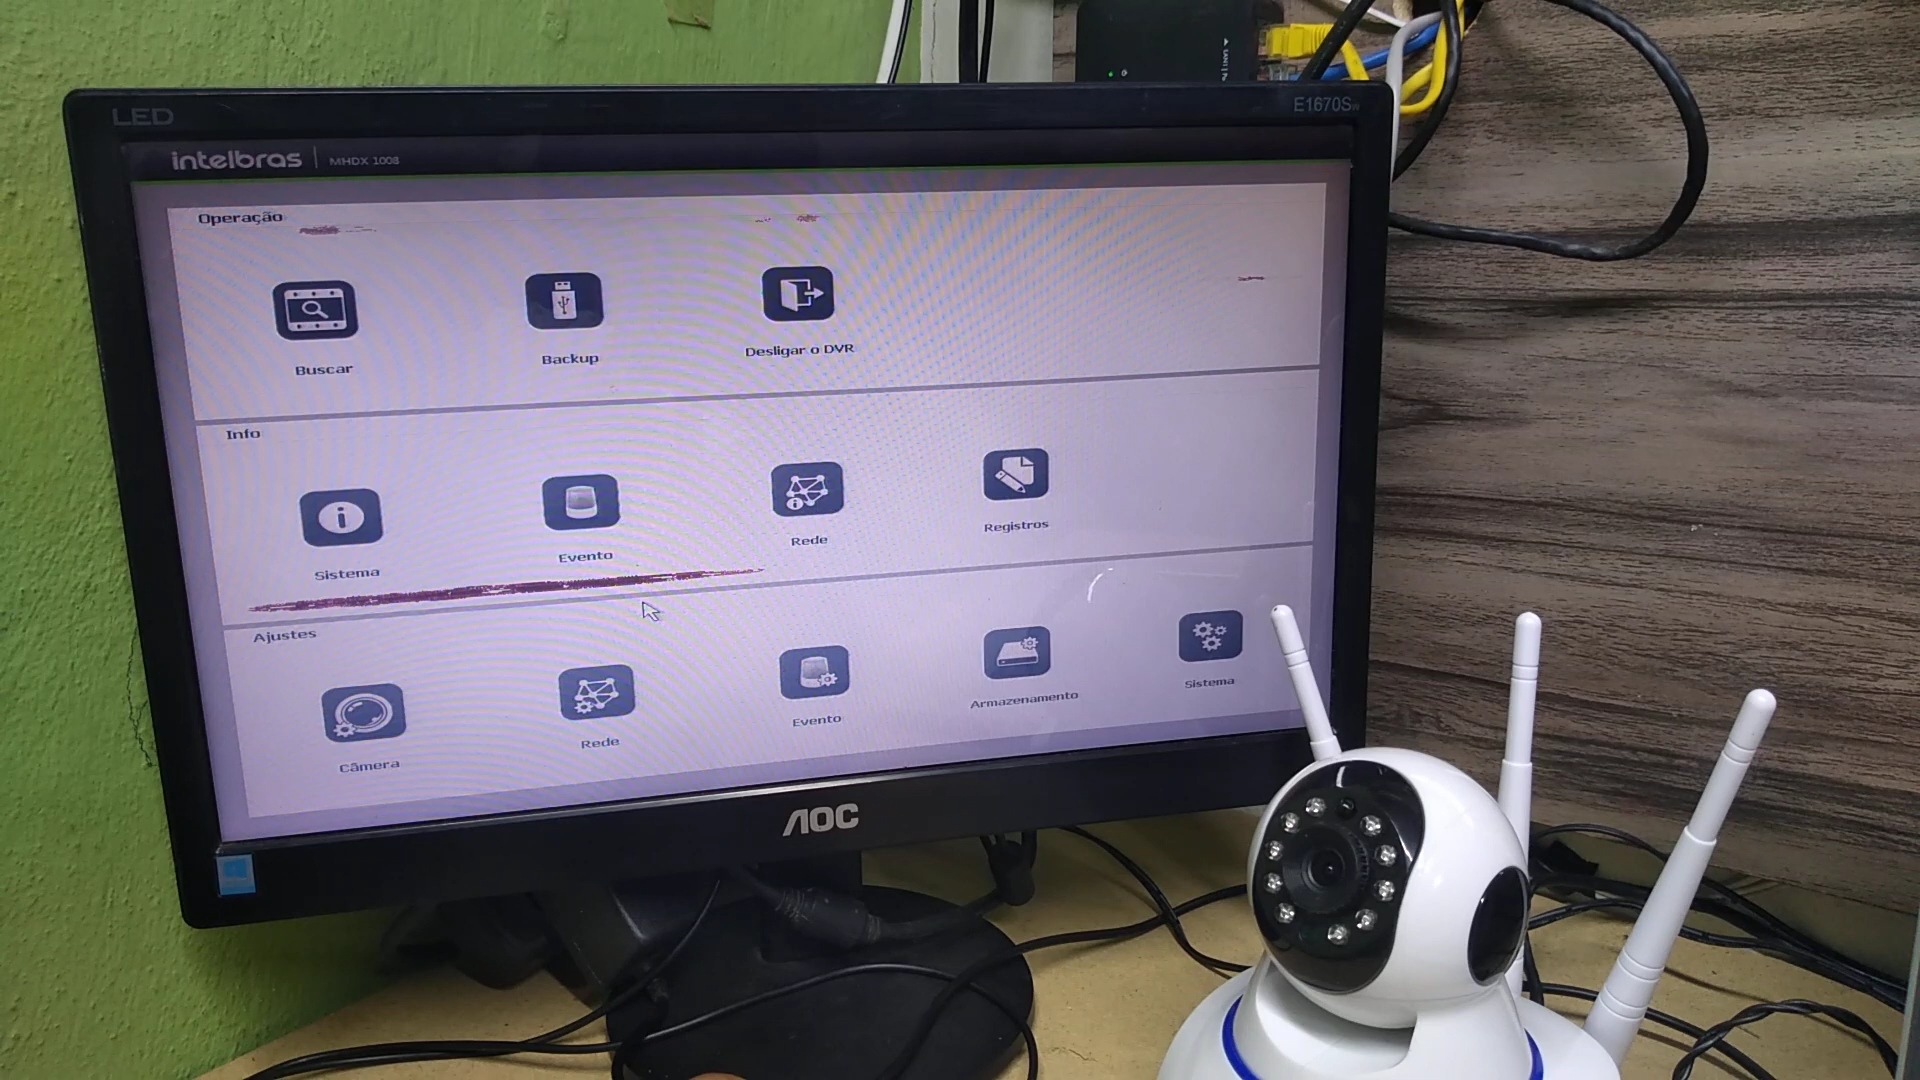 LED
E1670Sw
intelbras | MHDX 1008
Operação
Buscar
Backup
Desligar o DVR
Info
Sistema
Evento
Rede
Registros
Ajustes
Câmera
Rede
Evento
Armazenamento
Sistema
AOC